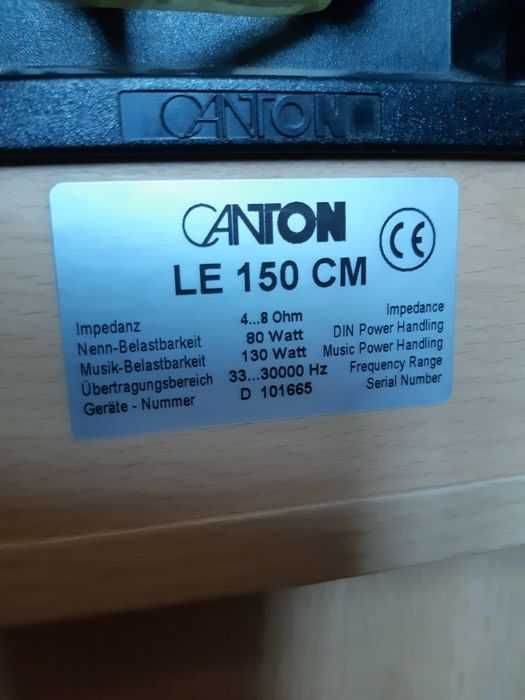 CANTON
CANTON CE
LE 150 CM
Impedanz 4...8 Ohm Impedance
Nenn-Belastbarkeit 80 Watt DIN Power Handling
Musik-Belastbarkeit 130 Watt Music Power Handling
Übertragungsbereich 33...30000 Hz Frequency Range
Geräte - Nummer D 101665 Serial Number